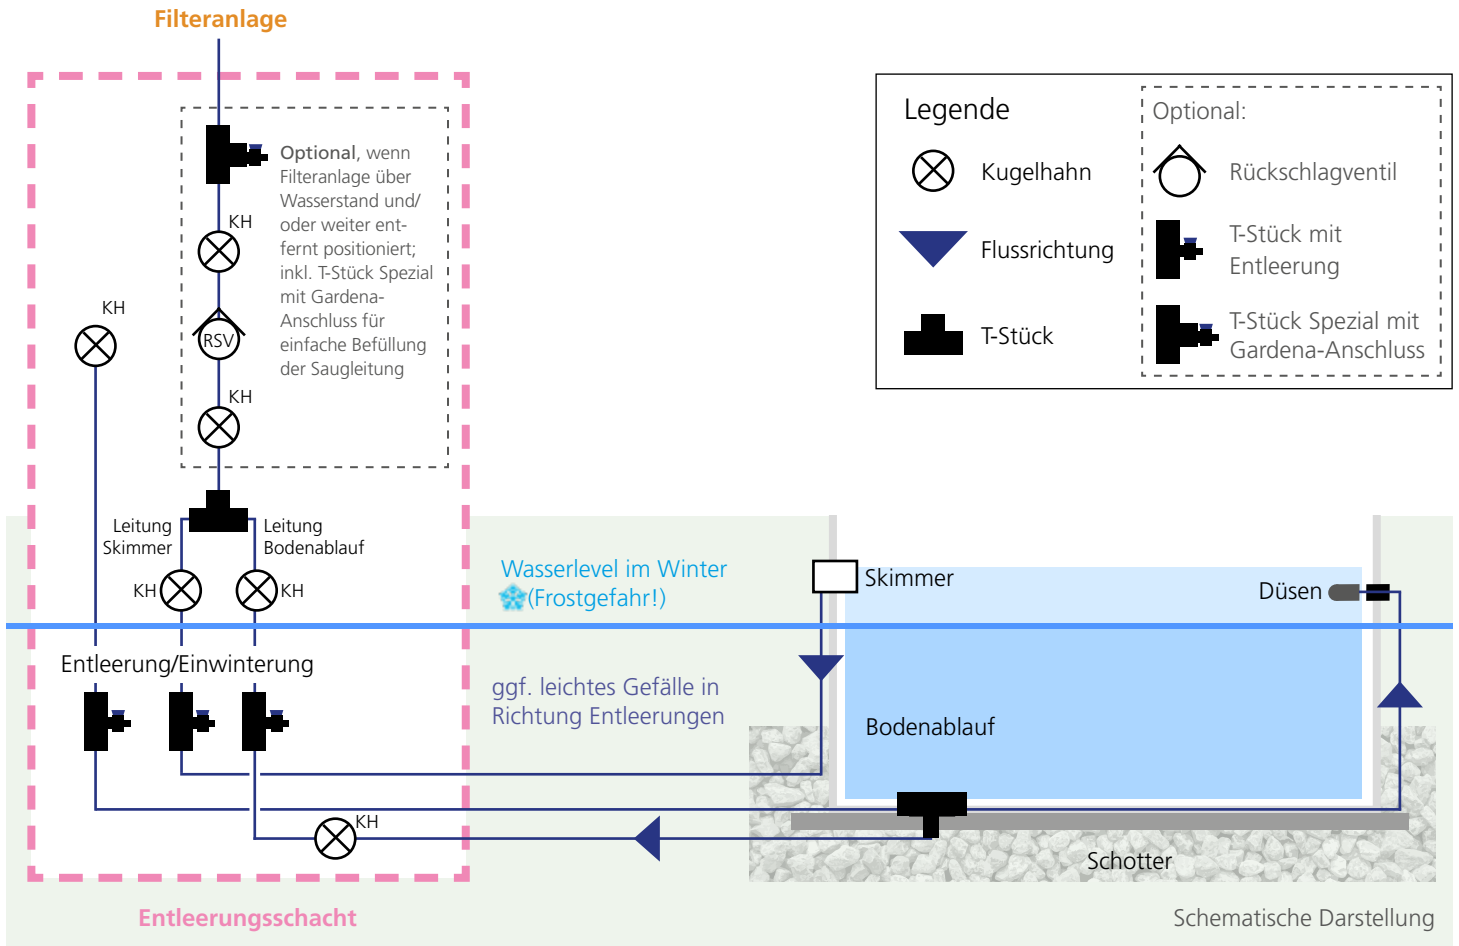 Filteranlage
Optional, wenn
Filteranlage über
Wasserstand und/
oder weiter ent-
fernt positioniert;
inkl. T-Stück Spezial
mit Gardena-
Anschluss für
einfache Befüllung
der Saugleitung
KH
RSV
KH
KH
Leitung
Skimmer
Leitung
Bodenablauf
KH
KH
Entleerung/Einwinterung
KH
Entleerungsschacht
Legende
Kugelhahn
Flussrichtung
T-Stück
Optional:
Rückschlagventil
T-Stück mit
Entleerung
T-Stück Spezial mit
Gardena-Anschluss
Wasserlevel im Winter
(Frostgefahr!)
ggf. leichtes Gefälle in
Richtung Entleerungen
Skimmer
Düsen
Bodenablauf
Schotter
Schematische Darstellung